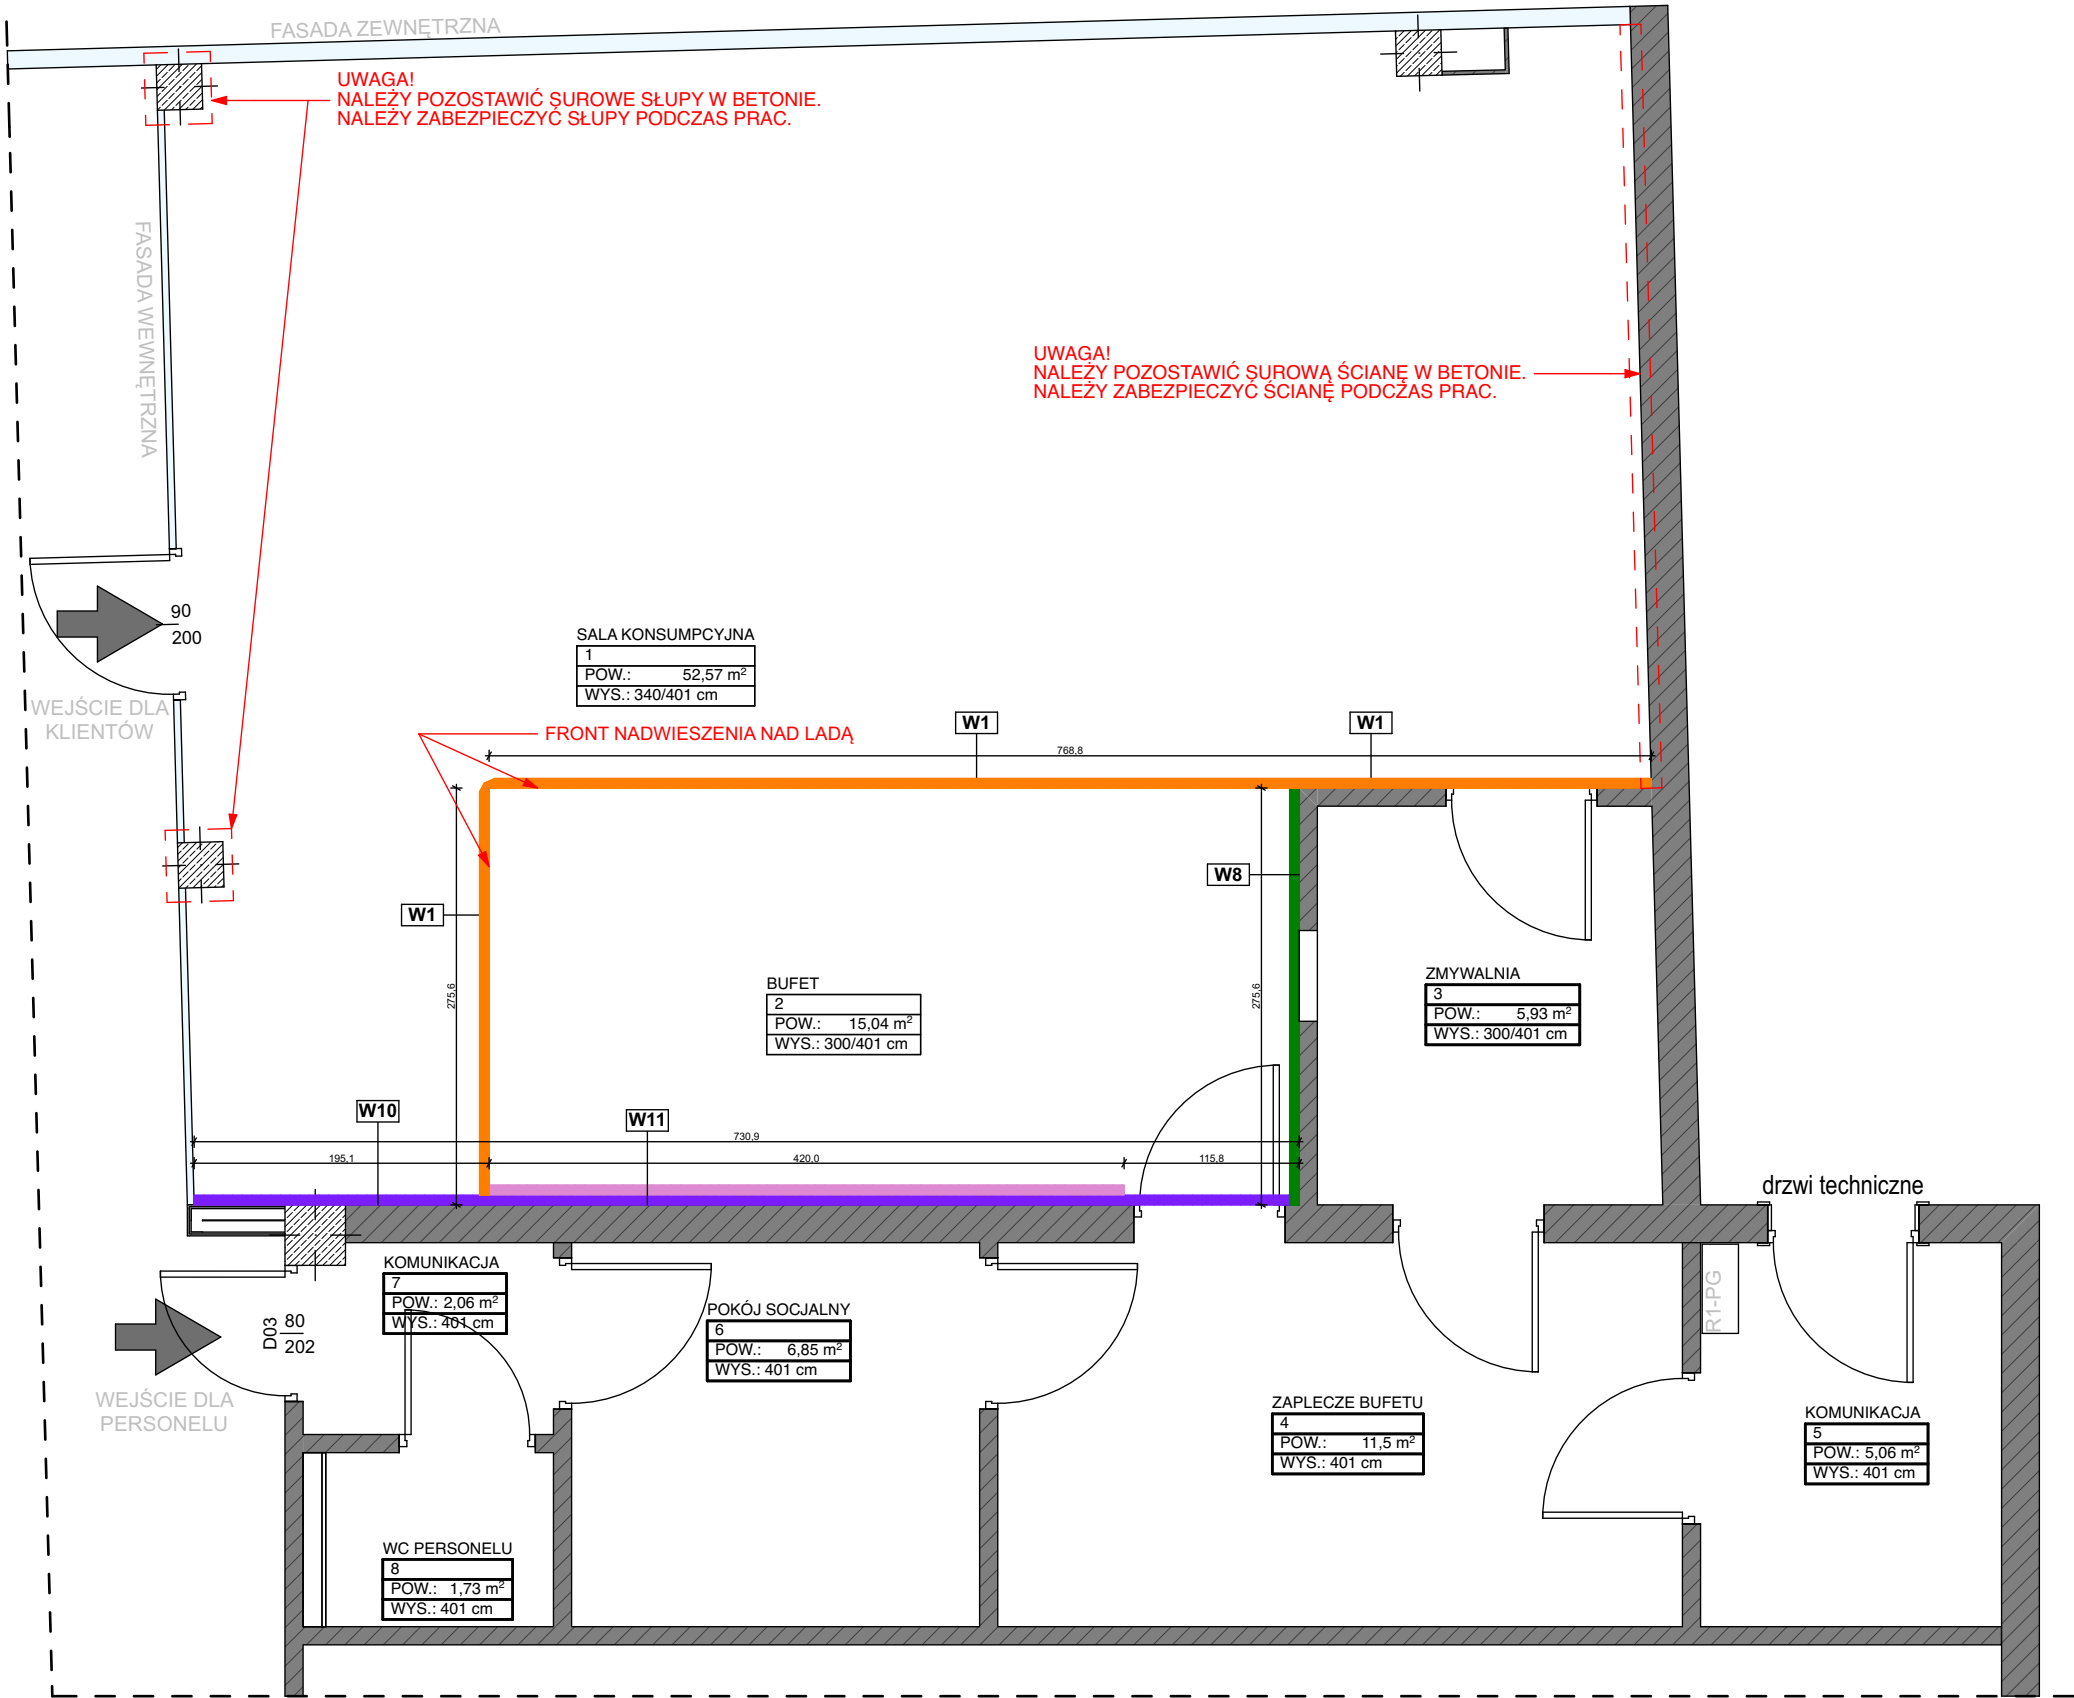 FASADA ZEWNĘTRZNA
UWAGA!
NALEŻY POZOSTAWIĆ SUROWE SŁUPY W BETONIE.
NALEŻY ZABEZPIECZYĆ SŁUPY PODCZAS PRAC.
FASADA WEWNĘTRZNA
UWAGA!
NALEŻY POZOSTAWIĆ SUROWĄ ŚCIANĘ W BETONIE.
NALEŻY ZABEZPIECZYĆ ŚCIANĘ PODCZAS PRAC.
90
200
WEJŚCIE DLA
KLIENTÓW
SALA KONSUMPCYJNA
1
POW.: 52,57 m²
WYS.: 340/401 cm
FRONT NADWIESZENIA NAD LADĄ
W1
W1
768,8
W8
W1
275,6
275,6
BUFET
2
POW.: 15,04 m²
WYS.: 300/401 cm
ZMYWALNIA
3
POW.: 5,93 m²
WYS.: 300/401 cm
W10
W11
730,9
195,1
420,0
115,8
drzwi techniczne
KOMUNIKACJA
7
POW.: 2,06 m²
WYS.: 401 cm
D03
80
202
WEJŚCIE DLA
PERSONELU
POKÓJ SOCJALNY
6
POW.: 6,85 m²
WYS.: 401 cm
R1-PG
ZAPLECZE BUFETU
4
POW.: 11,5 m²
WYS.: 401 cm
KOMUNIKACJA
5
POW.: 5,06 m²
WYS.: 401 cm
WC PERSONELU
8
POW.: 1,73 m²
WYS.: 401 cm